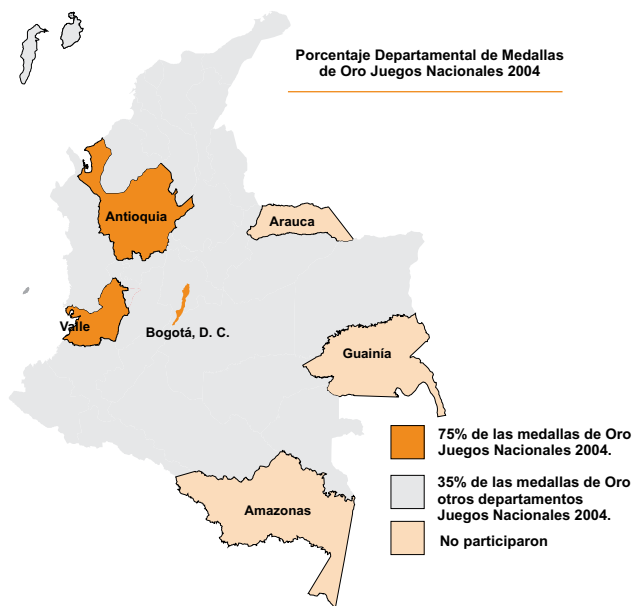 Porcentaje Departamental de Medallas
de Oro Juegos Nacionales 2004
Antioquia
Arauca
Valle
Bogotá, D. C.
Guainía
Amazonas
75% de las medallas de Oro
Juegos Nacionales 2004.
35% de las medallas de Oro
otros departamentos
Juegos Nacionales 2004.
No participaron